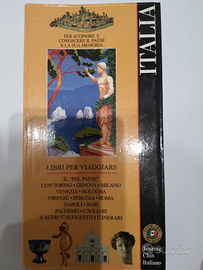 PER SCOPRIRE E
CONOSCERE IL PAESE
E LA SUA MEMORIA
ITALIA
LIBRI PER VIAGGIARE
IL "BEL PAESE"
CON TORINO • GENOVA • MILANO
VENEZIA • BOLOGNA
FIRENZE • PERUGIA • ROMA
NAPOLI • BARI
PALERMO • CAGLIARI
E ALTRI 57 SUGGESTIVI ITINERARI
Touring
Club
Italiano